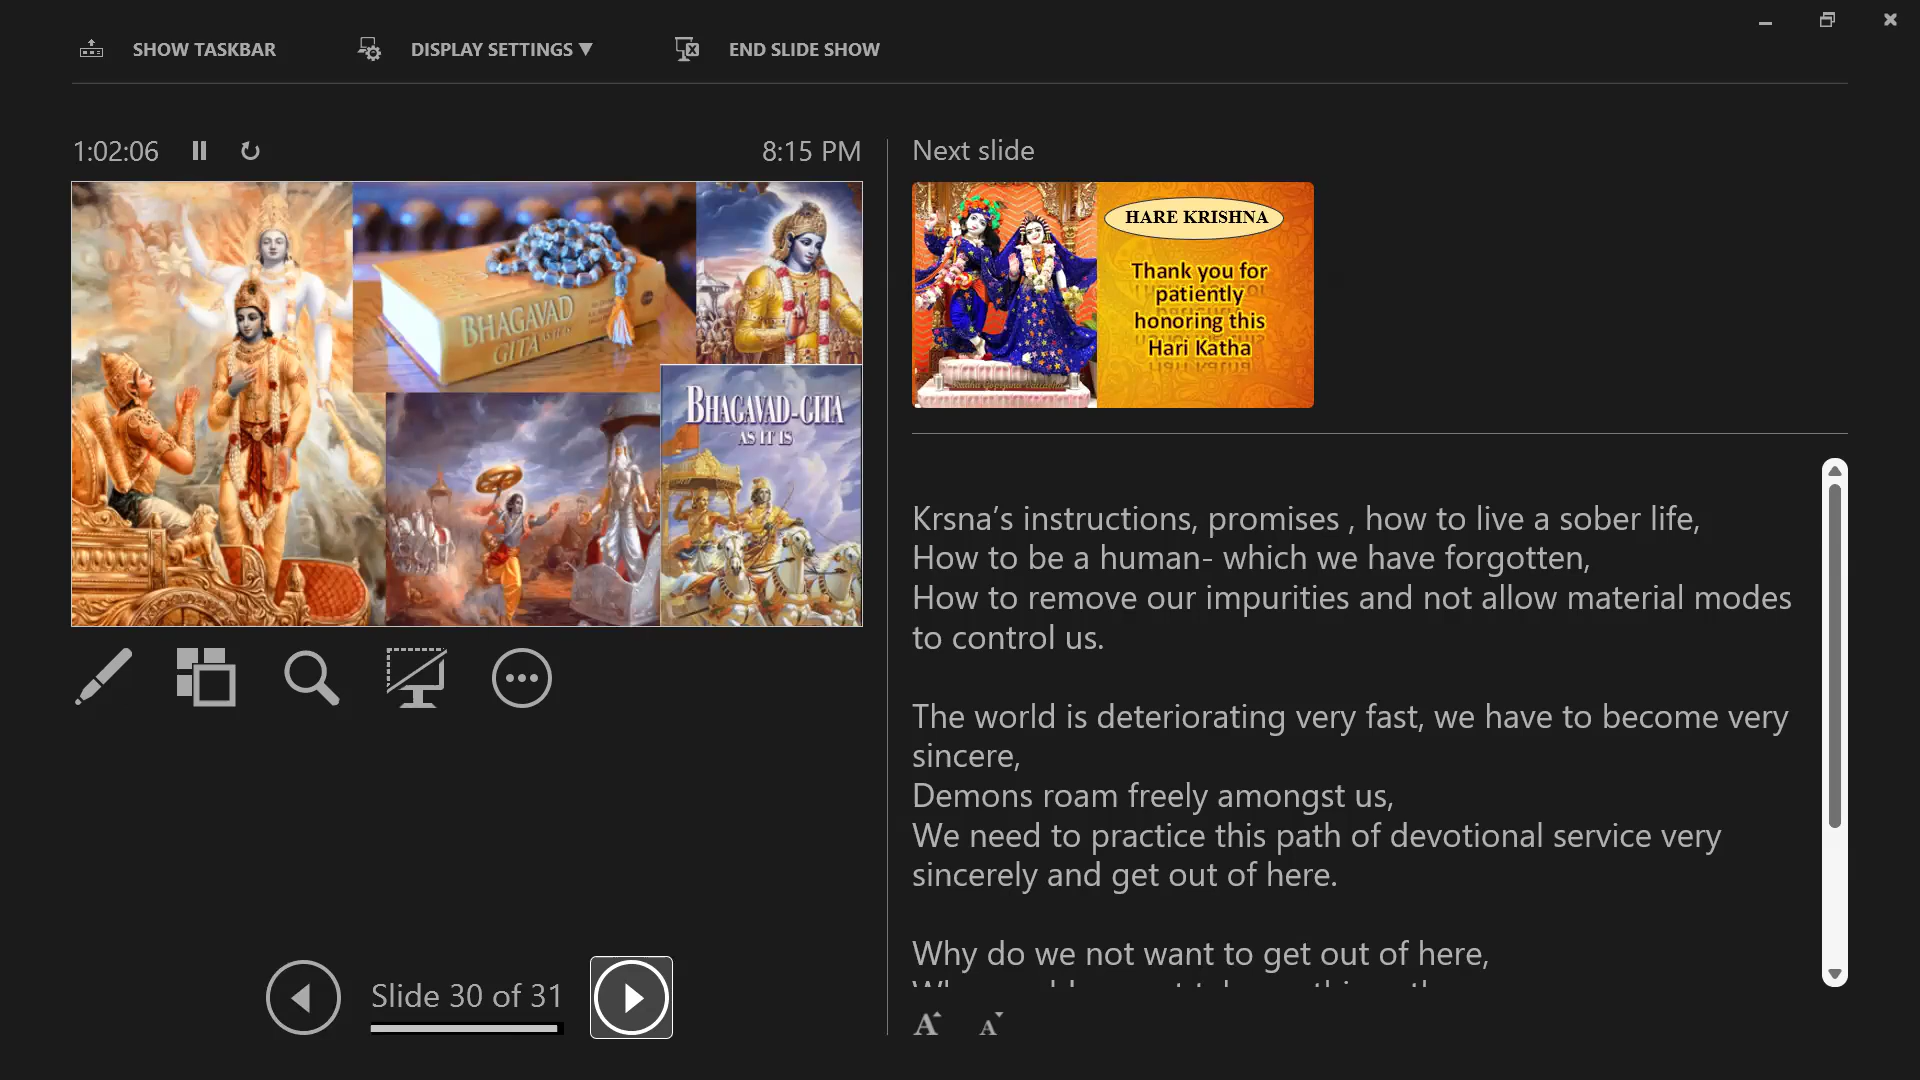 SHOW TASKBAR
DISPLAY SETTINGS ▼
END SLIDE SHOW
1:02:06
8:15 PM
BHAGAVAD
GITA AS IT IS
BHAGAVAD-GITA
AS IT IS
Next slide
HARE KRISHNA
Thank you for
patiently
honoring this
Hari Katha
Krsna’s instructions, promises , how to live a sober life,
How to be a human- which we have forgotten,
How to remove our impurities and not allow material modes
to control us.
The world is deteriorating very fast, we have to become very
sincere,
Demons roam freely amongst us,
We need to practice this path of devotional service very
sincerely and get out of here.
Why do we not want to get out of here,
Slide 30 of 31
A
A